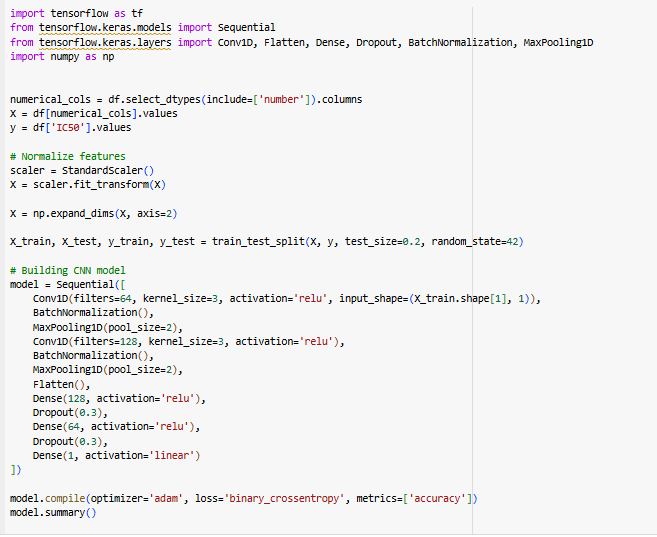 import tensorflow as tf
from tensorflow.keras.models import Sequential
from tensorflow.keras.layers import Conv1D, Flatten, Dense, Dropout, BatchNormalization, MaxPooling1D
import numpy as np
numerical_cols = df.select_dtypes(include=['number']).columns
X = df[numerical_cols].values
y = df['IC50'].values
# Normalize features
scaler = StandardScaler()
X = scaler.fit_transform(X)
X = np.expand_dims(X, axis=2)
X_train, X_test, y_train, y_test = train_test_split(X, y, test_size=0.2, random_state=42)
# Building CNN model
model = Sequential([
    Conv1D(filters=64, kernel_size=3, activation='relu', input_shape=(X_train.shape[1], 1)),
    BatchNormalization(),
    MaxPooling1D(pool_size=2),
    Conv1D(filters=128, kernel_size=3, activation='relu'),
    BatchNormalization(),
    MaxPooling1D(pool_size=2),
    Flatten(),
    Dense(128, activation='relu'),
    Dropout(0.3),
    Dense(64, activation='relu'),
    Dropout(0.3),
    Dense(1, activation='linear')
])
model.compile(optimizer='adam', loss='binary_crossentropy', metrics=['accuracy'])
model.summary()